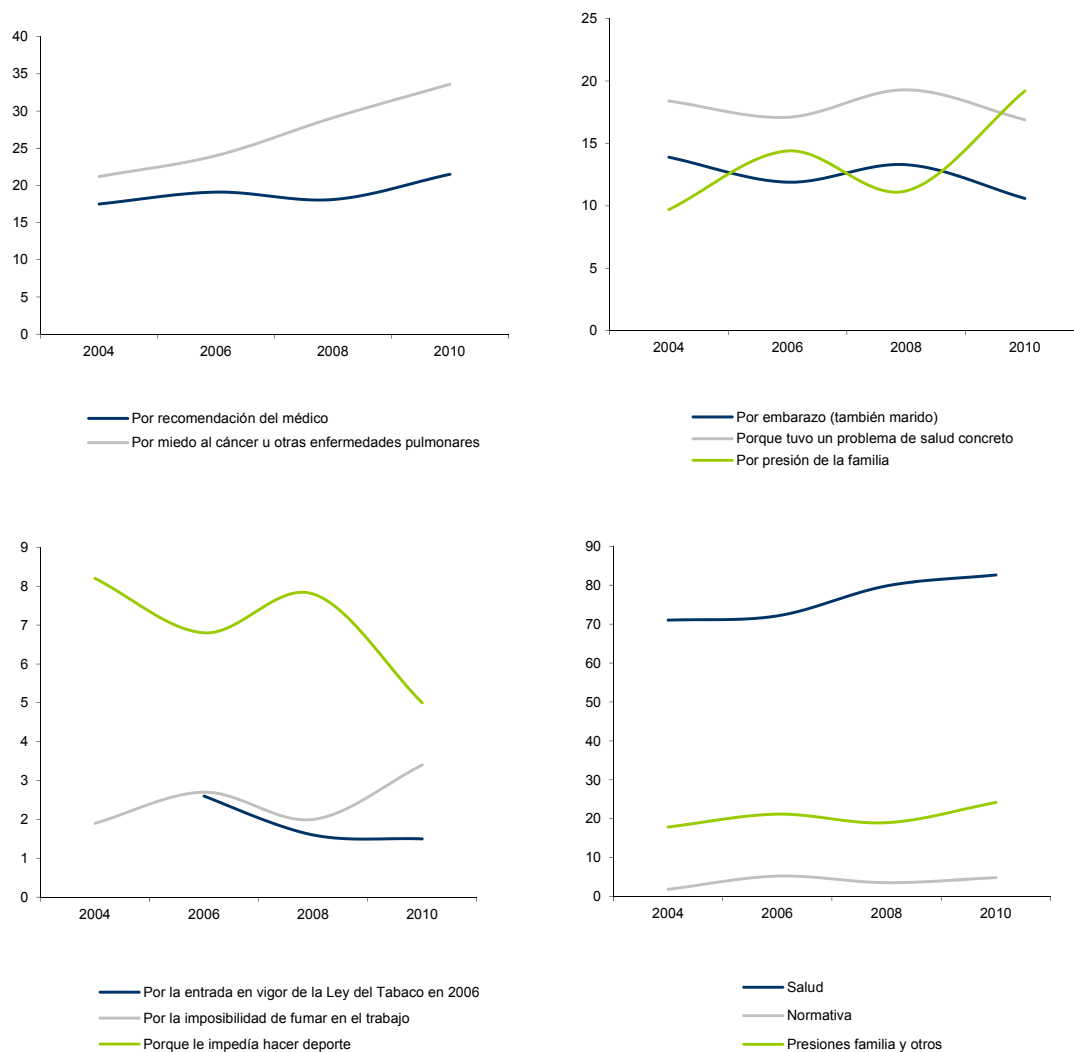 40
35
30
25
20
15
10
5
0
2004 2006 2008 2010
Por recomendación del médico
Por miedo al cáncer u otras enfermedades pulmonares
25
20
15
10
5
0
2004 2006 2008 2010
Por embarazo (también marido)
Porque tuvo un problema de salud concreto
Por presión de la familia
9
8
7
6
5
4
3
2
1
0
2004 2006 2008 2010
Por la entrada en vigor de la Ley del Tabaco en 2006
Por la imposibilidad de fumar en el trabajo
Porque le impedía hacer deporte
90
80
70
60
50
40
30
20
10
0
2004 2006 2008 2010
Salud
Normativa
Presiones familia y otros